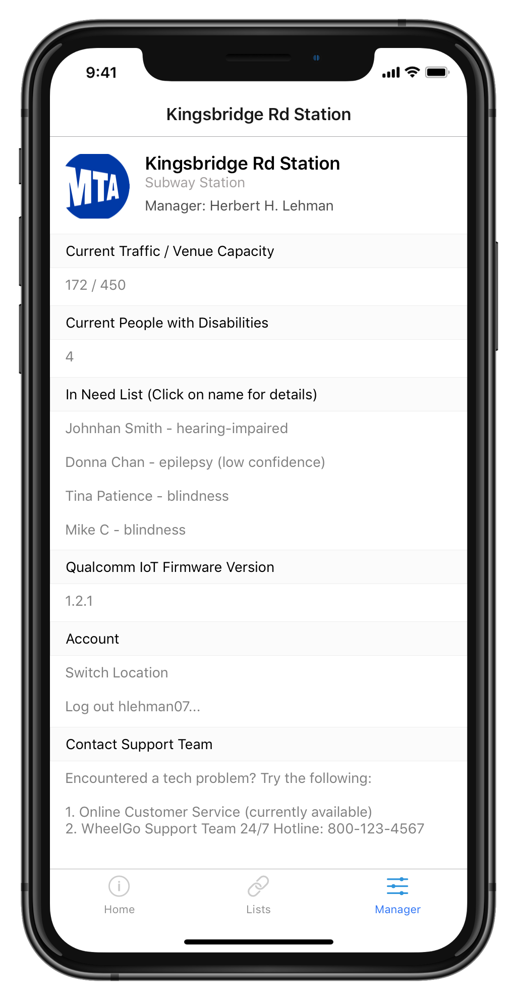 9:41
Kingsbridge Rd Station
MTA
Kingsbridge Rd Station
Subway Station
Manager: Herbert H. Lehman
Current Traffic / Venue Capacity
172 / 450
Current People with Disabilities
4
In Need List (Click on name for details)
Johnhan Smith - hearing-impaired
Donna Chan - epilepsy (low confidence)
Tina Patience - blindness
Mike C - blindness
Qualcomm IoT Firmware Version
1.2.1
Account
Switch Location
Log out hlehman07...
Contact Support Team
Encountered a tech problem? Try the following:
1. Online Customer Service (currently available)
2. WheelGo Support Team 24/7 Hotline: 800-123-4567
Home
Lists
Manager